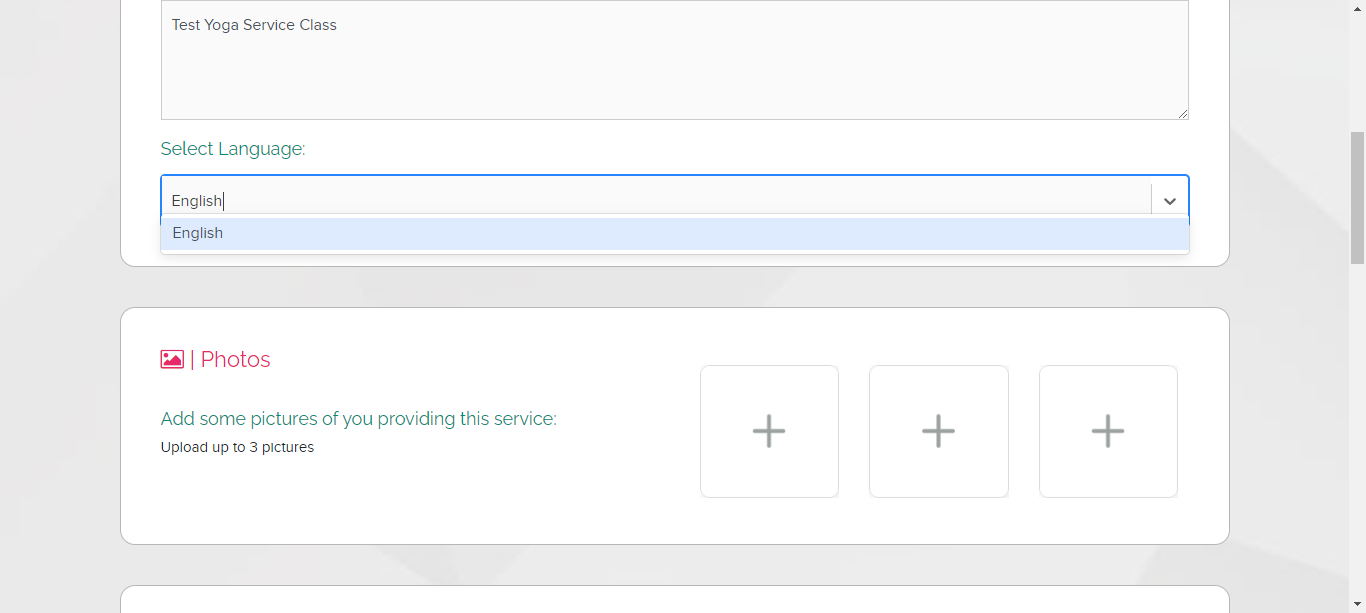 Test Yoga Service Class
Select Language:
English
English
| Photos
Add some pictures of you providing this service:
Upload up to 3 pictures